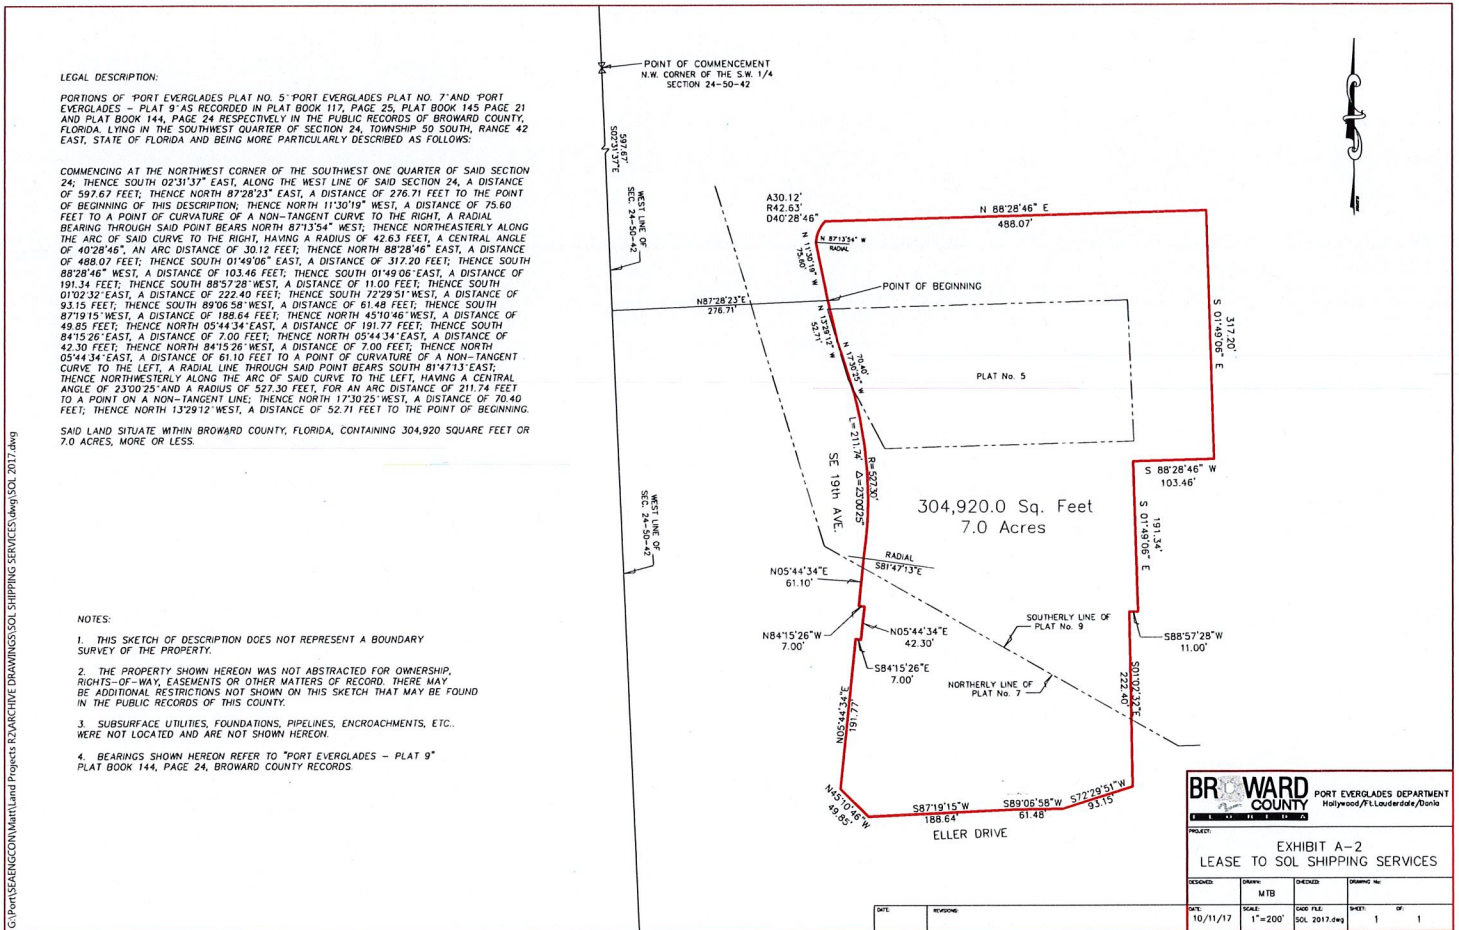 LEGAL DESCRIPTION:
PORTIONS OF "PORT EVERGLADES PLAT NO. 5" "PORT EVERGLADES PLAT NO. 7" AND "PORT
EVERGLADES – PLAT 9" AS RECORDED IN PLAT BOOK 117, PAGE 25, PLAT BOOK 145 PAGE 21
AND PLAT BOOK 144, PAGE 24 RESPECTIVELY IN THE PUBLIC RECORDS OF BROWARD COUNTY,
FLORIDA. LYING IN THE SOUTHWEST QUARTER OF SECTION 24, TOWNSHIP 50 SOUTH, RANGE 42
EAST, STATE OF FLORIDA AND BEING MORE PARTICULARLY DESCRIBED AS FOLLOWS:
COMMENCING AT THE NORTHWEST CORNER OF THE SOUTHWEST ONE QUARTER OF SAID SECTION
24; THENCE SOUTH 02°31'37" EAST, ALONG THE WEST LINE OF SAID SECTION 24, A DISTANCE
OF 597.67 FEET; THENCE NORTH 87°28'23" EAST, A DISTANCE OF 276.71 FEET TO THE POINT
OF BEGINNING OF THIS DESCRIPTION; THENCE NORTH 11°30'19" WEST, A DISTANCE OF 75.60
FEET TO A POINT OF CURVATURE OF A NON–TANGENT CURVE TO THE RIGHT, A RADIAL
BEARING THROUGH SAID POINT BEARS NORTH 87°13'54" WEST; THENCE NORTHEASTERLY ALONG
THE ARC OF SAID CURVE TO THE RIGHT, HAVING A RADIUS OF 42.63 FEET, A CENTRAL ANGLE
OF 40°28'46", AN ARC DISTANCE OF 30.12 FEET; THENCE NORTH 88°28'46" EAST, A DISTANCE
OF 488.07 FEET; THENCE SOUTH 01°49'06" EAST, A DISTANCE OF 317.20 FEET; THENCE SOUTH
88°28'46" WEST, A DISTANCE OF 103.46 FEET; THENCE SOUTH 01°49'06" EAST, A DISTANCE OF
191.34 FEET; THENCE SOUTH 88°57'28" WEST, A DISTANCE OF 11.00 FEET; THENCE SOUTH
01°02'32" EAST, A DISTANCE OF 222.40 FEET; THENCE SOUTH 72°29'51" WEST, A DISTANCE OF
93.15 FEET; THENCE SOUTH 89°06'58" WEST, A DISTANCE OF 61.48 FEET; THENCE SOUTH
87°19'15" WEST, A DISTANCE OF 188.64 FEET; THENCE NORTH 45°10'46" WEST, A DISTANCE OF
49.85 FEET; THENCE NORTH 05°44'34" EAST, A DISTANCE OF 191.77 FEET; THENCE SOUTH
84°15'26" EAST, A DISTANCE OF 7.00 FEET; THENCE NORTH 05°44'34" EAST, A DISTANCE OF
42.30 FEET; THENCE NORTH 84°15'26" WEST, A DISTANCE OF 7.00 FEET; THENCE NORTH
05°44'34" EAST, A DISTANCE OF 61.10 FEET TO A POINT OF CURVATURE OF A NON–TANGENT
CURVE TO THE LEFT, A RADIAL LINE THROUGH SAID POINT BEARS SOUTH 81°47'13" EAST;
THENCE NORTHWESTERLY ALONG THE ARC OF SAID CURVE TO THE LEFT, HAVING A CENTRAL
ANGLE OF 23°00'25" AND A RADIUS OF 527.30 FEET, FOR AN ARC DISTANCE OF 211.74 FEET
TO A POINT ON A NON–TANGENT LINE; THENCE NORTH 17°30'25" WEST, A DISTANCE OF 70.40
FEET; THENCE NORTH 13°29'12" WEST, A DISTANCE OF 52.71 FEET TO THE POINT OF BEGINNING.
SAID LAND SITUATE WITHIN BROWARD COUNTY, FLORIDA, CONTAINING 304,920 SQUARE FEET OR
7.0 ACRES, MORE OR LESS.
NOTES:
1. THIS SKETCH OF DESCRIPTION DOES NOT REPRESENT A BOUNDARY
SURVEY OF THE PROPERTY.
2. THE PROPERTY SHOWN HEREON WAS NOT ABSTRACTED FOR OWNERSHIP,
RIGHTS–OF–WAY, EASEMENTS OR OTHER MATTERS OF RECORD. THERE MAY
BE ADDITIONAL RESTRICTIONS NOT SHOWN ON THIS SKETCH THAT MAY BE FOUND
IN THE PUBLIC RECORDS OF THIS COUNTY.
3. SUBSURFACE UTILITIES, FOUNDATIONS, PIPELINES, ENCROACHMENTS, ETC..
WERE NOT LOCATED AND ARE NOT SHOWN HEREON.
4. BEARINGS SHOWN HEREON REFER TO "PORT EVERGLADES – PLAT 9"
PLAT BOOK 144, PAGE 24, BROWARD COUNTY RECORDS.
G:\Port\SEAENGCON\Matt\Land Projects R2\ARCHIVE DRAWINGS\SOL SHIPPING SERVICES\dwg\SOL 2017.dwg
POINT OF COMMENCEMENT
N.W. CORNER OF THE S.W. 1/4
SECTION 24–50–42
597.67'
S02°31'37"E
WEST LINE OF
SEC. 24–50–42
A30.12'
R42.63'
D40°28'46"
N 88°28'46" E
488.07'
N 87°13'54" W
RADIAL
N 11°30'19" W
75.60'
POINT OF BEGINNING
N87°28'23"E
276.71'
N 13°29'12" W
52.71'
70.40'
N 17°30'25" W
PLAT No. 5
317.20'
S 01°49'06" E
L=211.74'
R=527.30'
Δ=23°00'25"
SE 19th AVE.
304,920.0 Sq. Feet
7.0 Acres
S 88°28'46" W
103.46'
191.34'
S 01°49'06" E
WEST LINE OF
SEC. 24–50–42
RADIAL
S81°47'13"E
N05°44'34"E
61.10'
N84°15'26"W
7.00'
N05°44'34"E
42.30'
S84°15'26"E
7.00'
SOUTHERLY LINE OF
PLAT No. 9
NORTHERLY LINE OF
PLAT No. 7
S88°57'28"W
11.00'
S01°02'32"E
222.40'
N05°44'34"E
191.77'
N45°10'46"W
49.85'
S87°19'15"W
188.64'
S89°06'58"W
61.48'
S72°29'51"W
93.15'
ELLER DRIVE
BROWARD
COUNTY
FLORIDA
PORT EVERGLADES DEPARTMENT
Hollywood/Ft.Lauderdale/Dania
PROJECT:
EXHIBIT A–2
LEASE TO SOL SHIPPING SERVICES
DESIGNED: DRAWN: CHECKED: DRAWING No:
MTB
DATE: SCALE: CADD FILE: SHEET: OF:
10/11/17 1"=200' SOL 2017.dwg 1 1
DATE: REVISIONS: